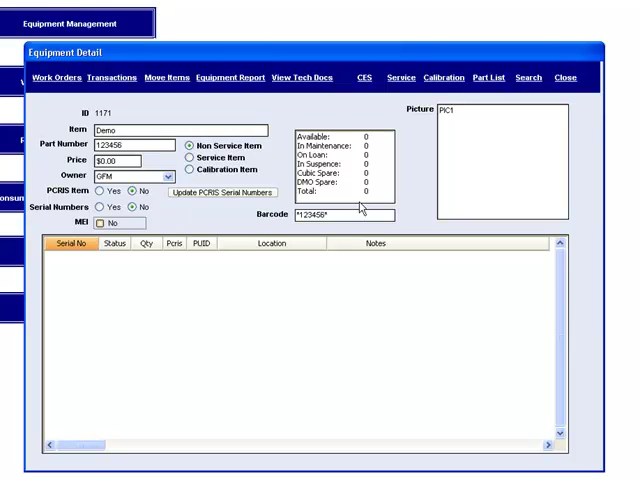 Equipment Management
Equipment Detail
Work Orders Transactions Move Items Equipment Report View Tech Docs CES Service Calibration Part List Search Close
ID 1171
Item Demo
Part Number 123456
Price $0.00
Owner GFM
PCRIS Item Yes No
Serial Numbers Yes No
MEI No
Non Service Item
Service Item
Calibration Item
Update PCRIS Serial Numbers
Available: 0
In Maintenance: 0
On Loan: 0
In Suspence: 0
Cubic Spare: 0
DMO Spare: 0
Total: 0
Barcode *123456*
Picture PIC1
Serial No Status Qty Pcris PUID Location Notes